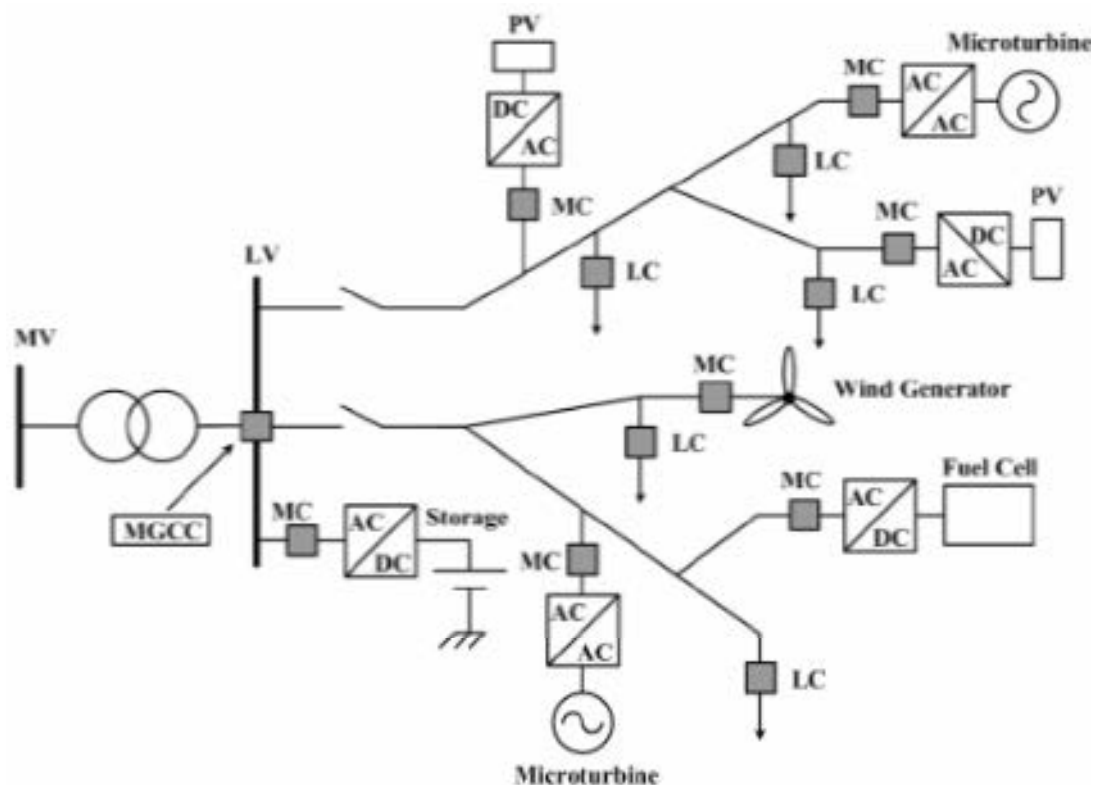 PV
Microturbine
MC
AC
AC
DC
AC
LC
MC
PV
MC
DC
AC
LV
LC
LC
MV
MC
Wind Generator
LC
Fuel Cell
MC
AC
DC
MGCC
MC
AC
DC
Storage
MC
AC
AC
LC
Microturbine